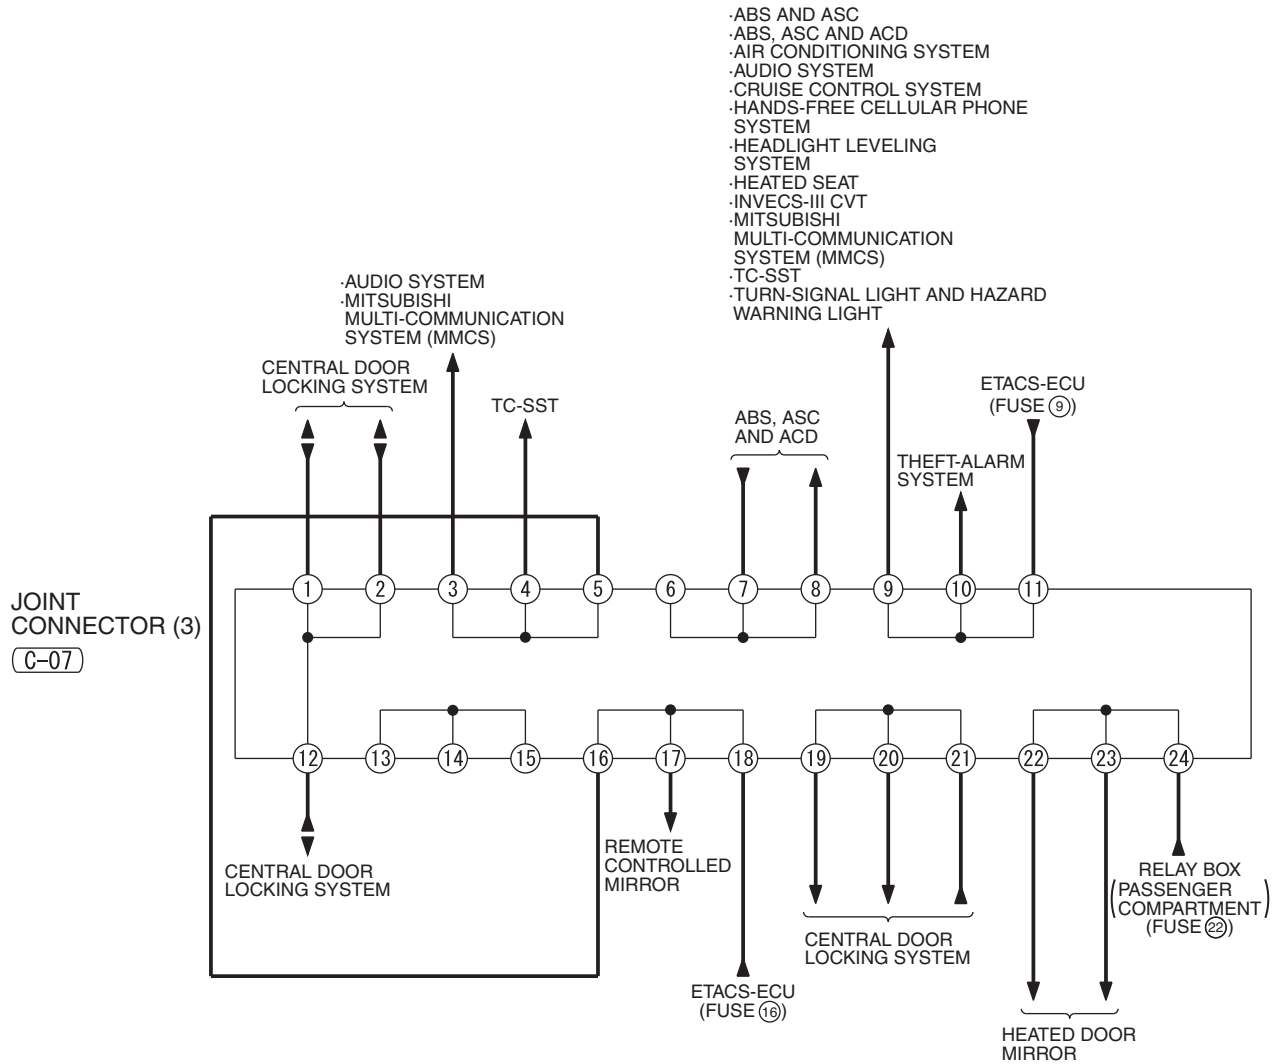 ·ABS AND ASC
·ABS, ASC AND ACD
·AIR CONDITIONING SYSTEM
·AUDIO SYSTEM
·CRUISE CONTROL SYSTEM
·HANDS-FREE CELLULAR PHONE
SYSTEM
·HEADLIGHT LEVELING
SYSTEM
·HEATED SEAT
·INVECS-III CVT
·MITSUBISHI
MULTI-COMMUNICATION
SYSTEM (MMCS)
·TC-SST
·TURN-SIGNAL LIGHT AND HAZARD
WARNING LIGHT
·AUDIO SYSTEM
·MITSUBISHI
MULTI-COMMUNICATION
SYSTEM (MMCS)
CENTRAL DOOR
LOCKING SYSTEM
TC-SST
ABS, ASC
AND ACD
ETACS-ECU
(FUSE 9)
THEFT-ALARM
SYSTEM
1 2 3 4 5 6 7 8 9 10 11
JOINT
CONNECTOR (3)
C-07
12 13 14 15 16 17 18 19 20 21 22 23 24
CENTRAL DOOR
LOCKING SYSTEM
REMOTE
CONTROLLED
MIRROR
ETACS-ECU
(FUSE 16)
CENTRAL DOOR
LOCKING SYSTEM
RELAY BOX
(PASSENGER
COMPARTMENT)
(FUSE 22)
HEATED DOOR
MIRROR